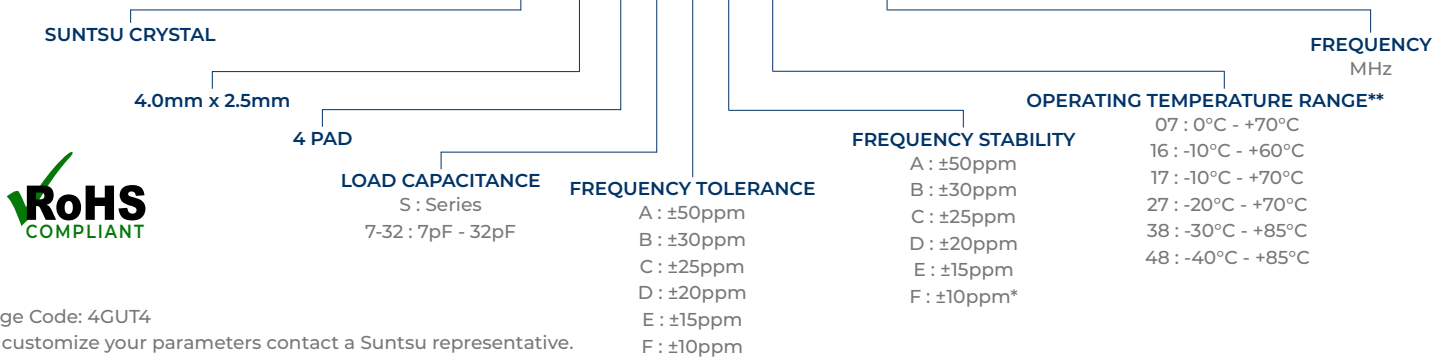 SUNTSU CRYSTAL
4.0mm x 2.5mm
4 PAD
LOAD CAPACITANCE
S : Series
7-32 : 7pF - 32pF
FREQUENCY TOLERANCE
A : ±50ppm
B : ±30ppm
C : ±25ppm
D : ±20ppm
E : ±15ppm
F : ±10ppm
FREQUENCY STABILITY
A : ±50ppm
B : ±30ppm
C : ±25ppm
D : ±20ppm
E : ±15ppm
F : ±10ppm*
OPERATING TEMPERATURE RANGE**
07 : 0°C - +70°C
16 : -10°C - +60°C
17 : -10°C - +70°C
27 : -20°C - +70°C
38 : -30°C - +85°C
48 : -40°C - +85°C
FREQUENCY
MHz
RoHS
COMPLIANT
ge Code: 4GUT4
customize your parameters contact a Suntsu representative.